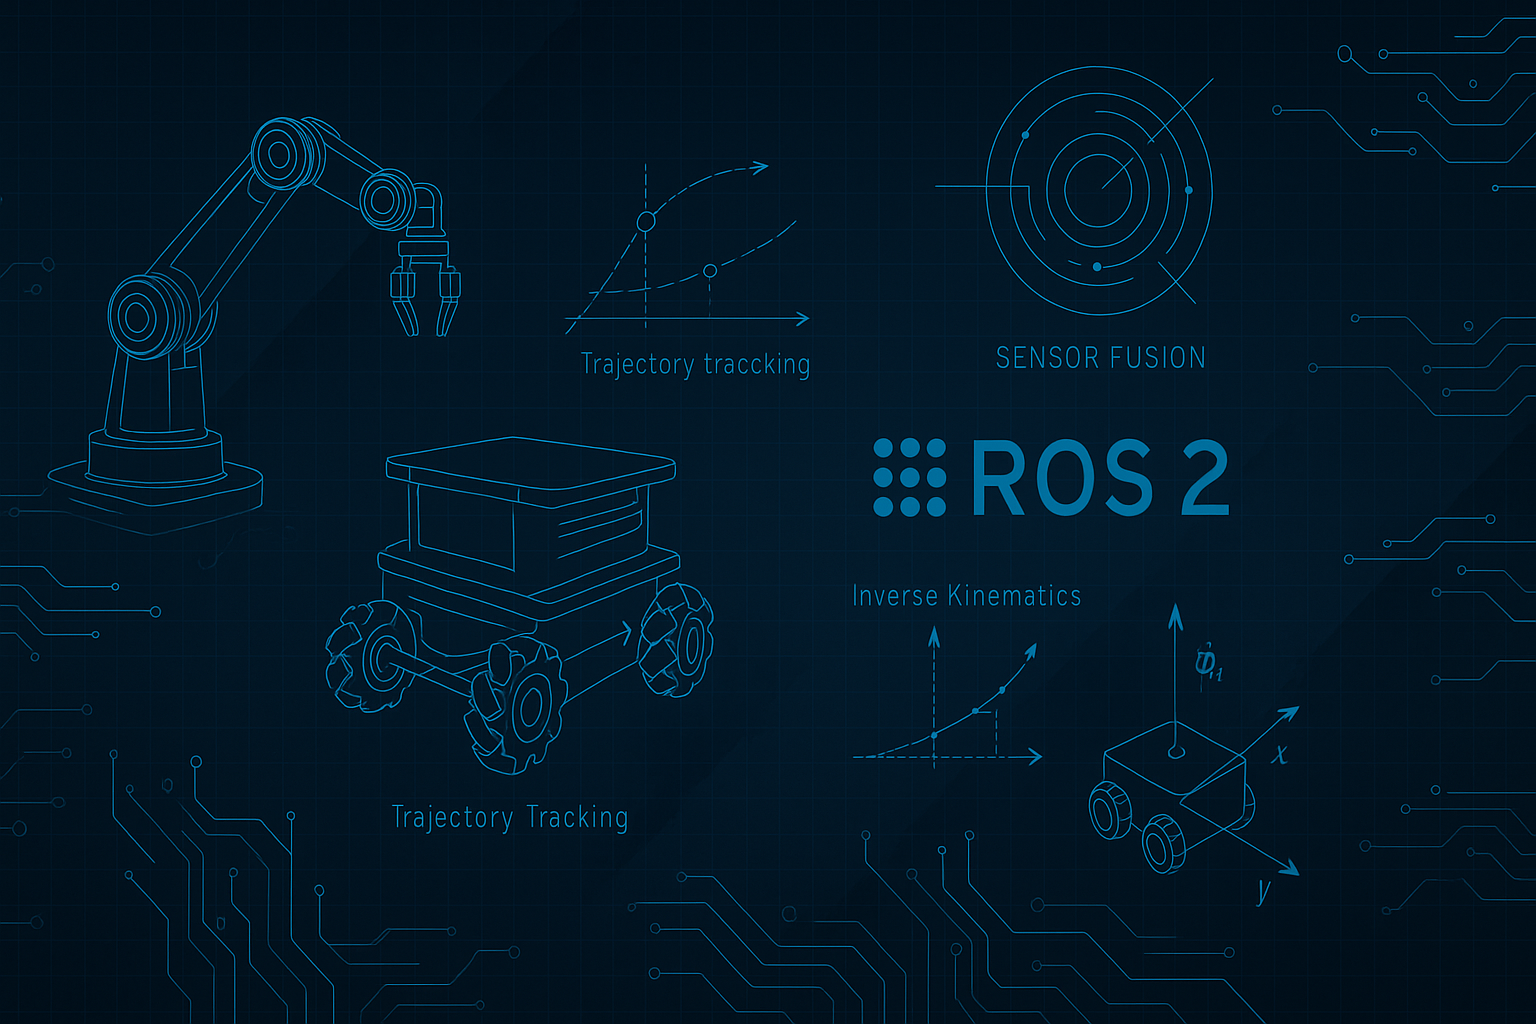 Trajectory traccking
SENSOR FUSION
ROS 2
Inverse Kinematics
x
y
Trajectory Tracking